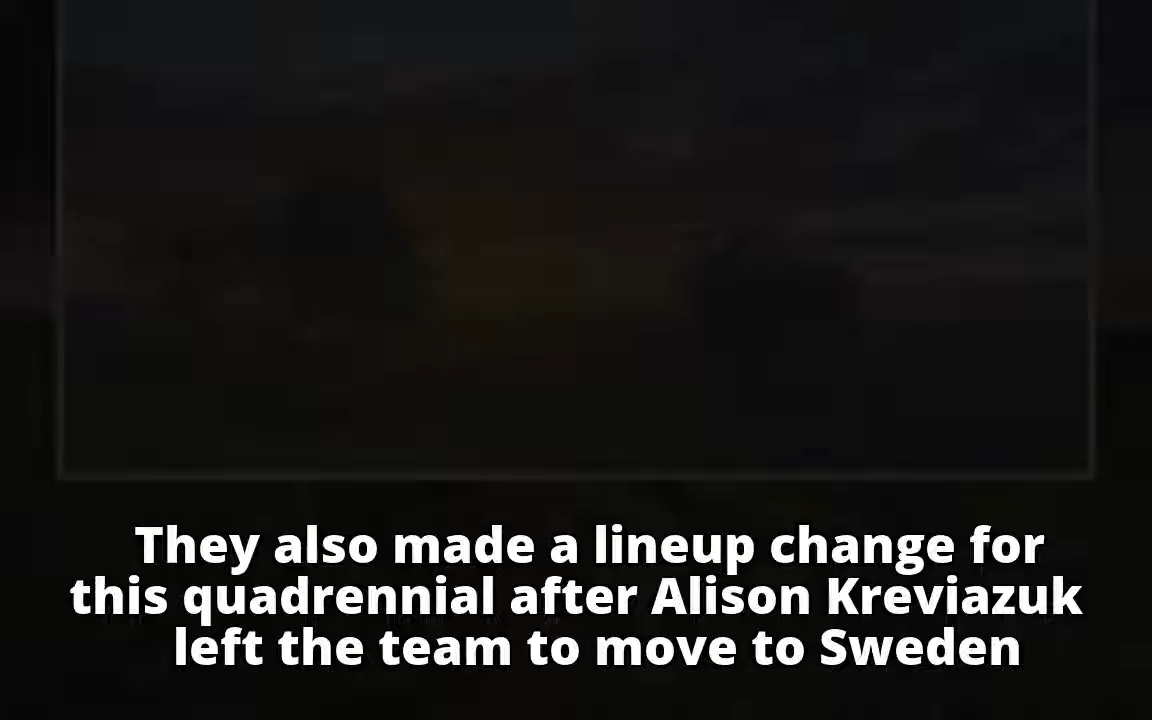 They also made a lineup change for
this quadrennial after Alison Kreviazuk
left the team to move to Sweden